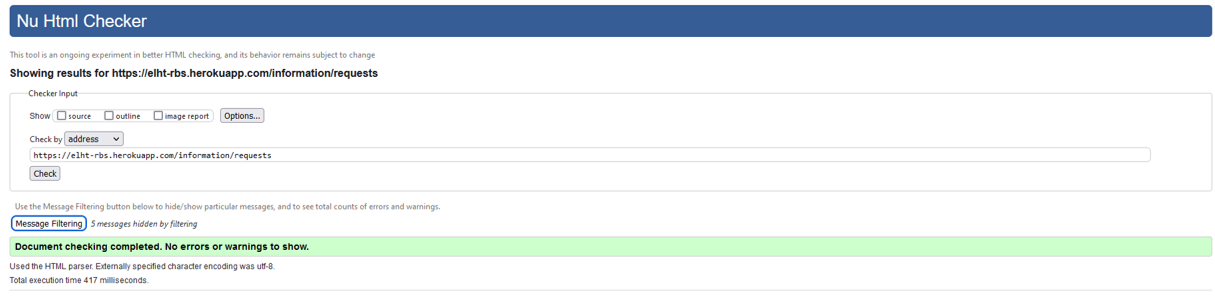 Nu Html Checker
This tool is an ongoing experiment in better HTML checking, and its behavior remains subject to change
Showing results for https://elht-rbs.herokuapp.com/information/requests
Checker Input
Show source outline image report Options...
Check by address
https://elht-rbs.herokuapp.com/information/requests
Check
Use the Message Filtering button below to hide/show particular messages, and to see total counts of errors and warnings.
Message Filtering 5 messages hidden by filtering
Document checking completed. No errors or warnings to show.
Used the HTML parser. Externally specified character encoding was utf-8.
Total execution time 417 milliseconds.